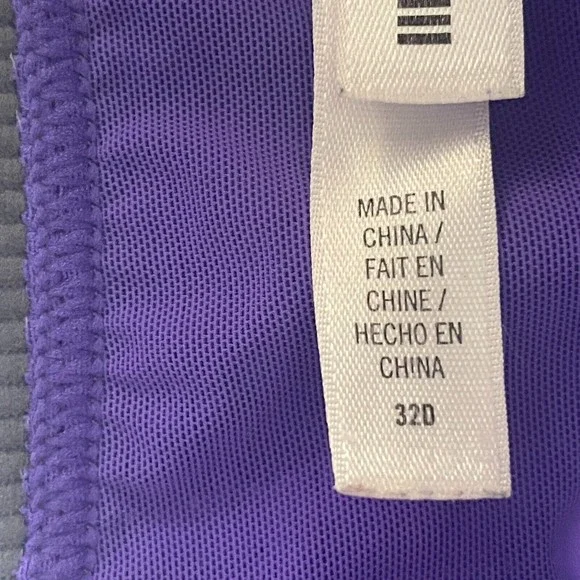 MADE IN
CHINA /
FAIT EN
CHINE /
HECHO EN
CHINA
32D